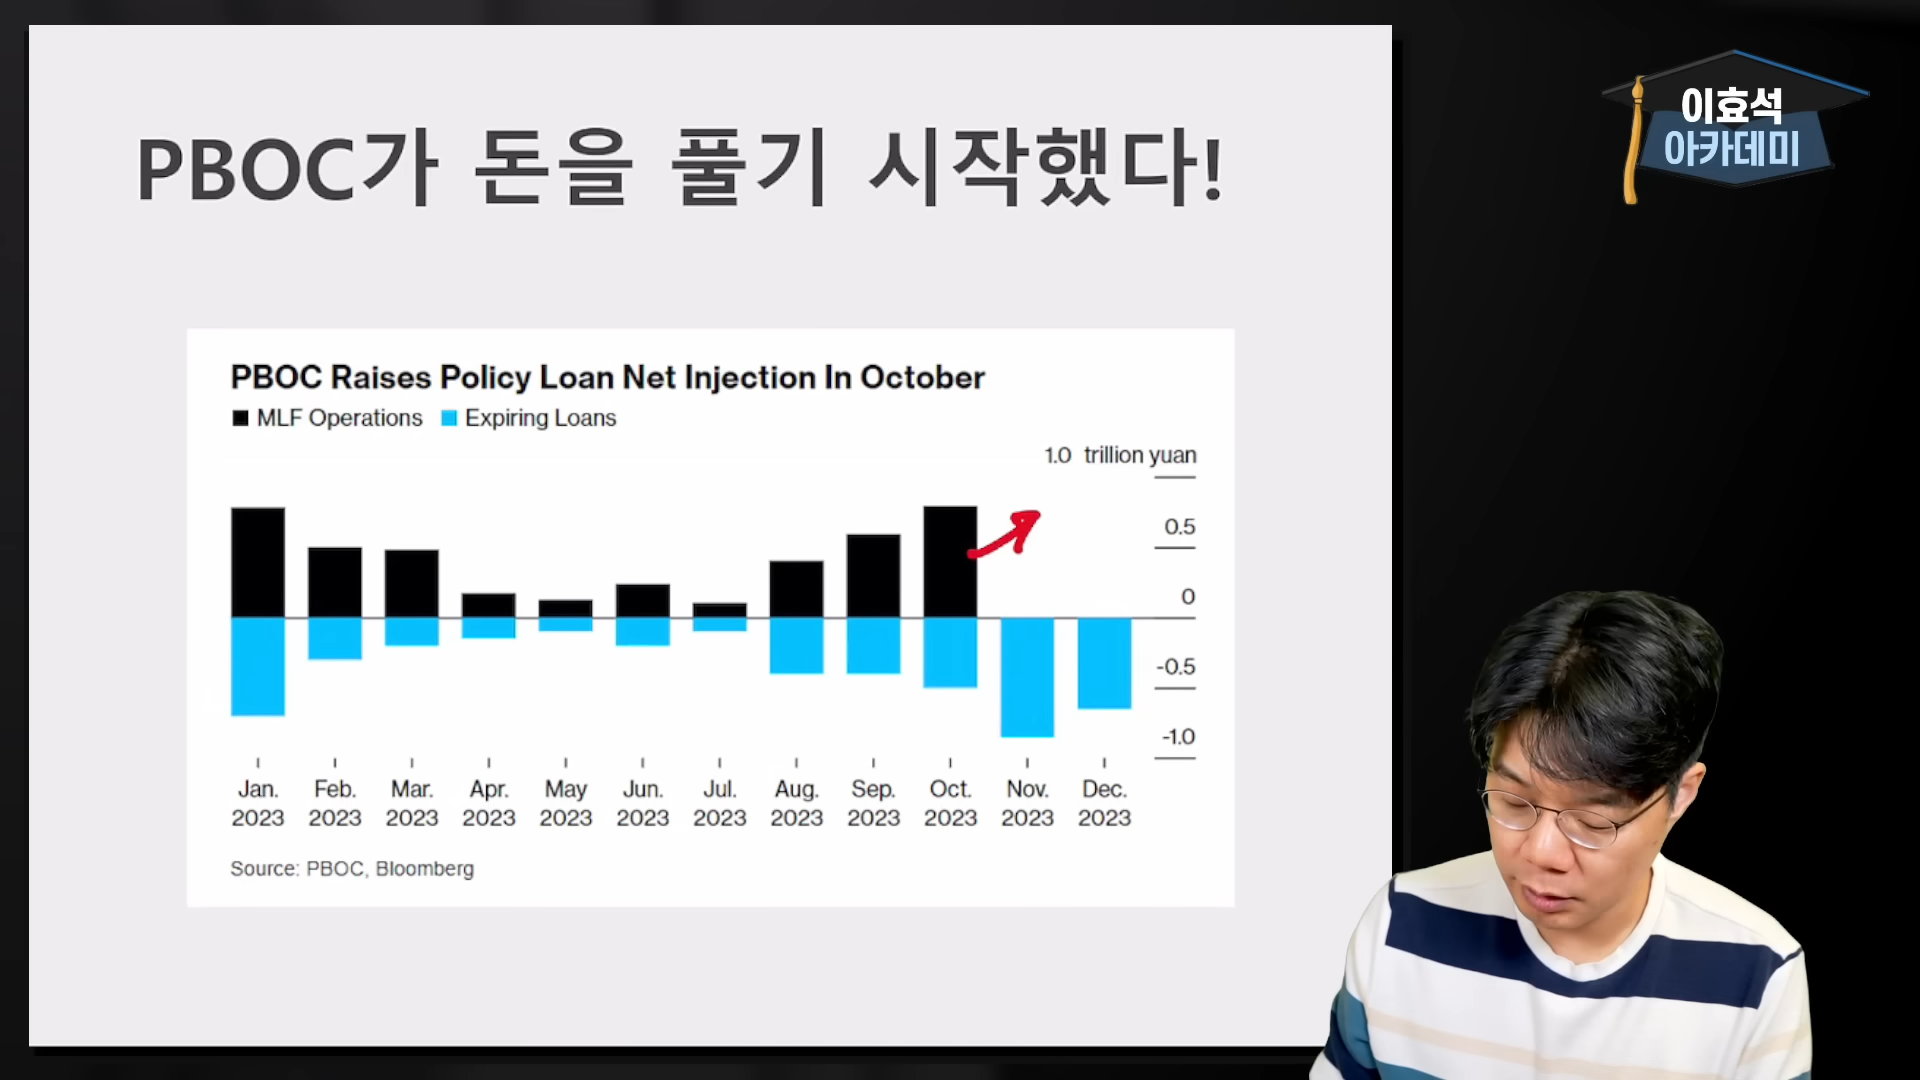 PBOC가 돈을 풀기 시작했다!
이효석
아카데미
PBOC Raises Policy Loan Net Injection In October
MLF Operations Expiring Loans
1.0 trillion yuan
0.5
0
-0.5
-1.0
Jan. Feb. Mar. Apr. May Jun. Jul. Aug. Sep. Oct. Nov. Dec.
2023 2023 2023 2023 2023 2023 2023 2023 2023 2023 2023 2023
Source: PBOC, Bloomberg